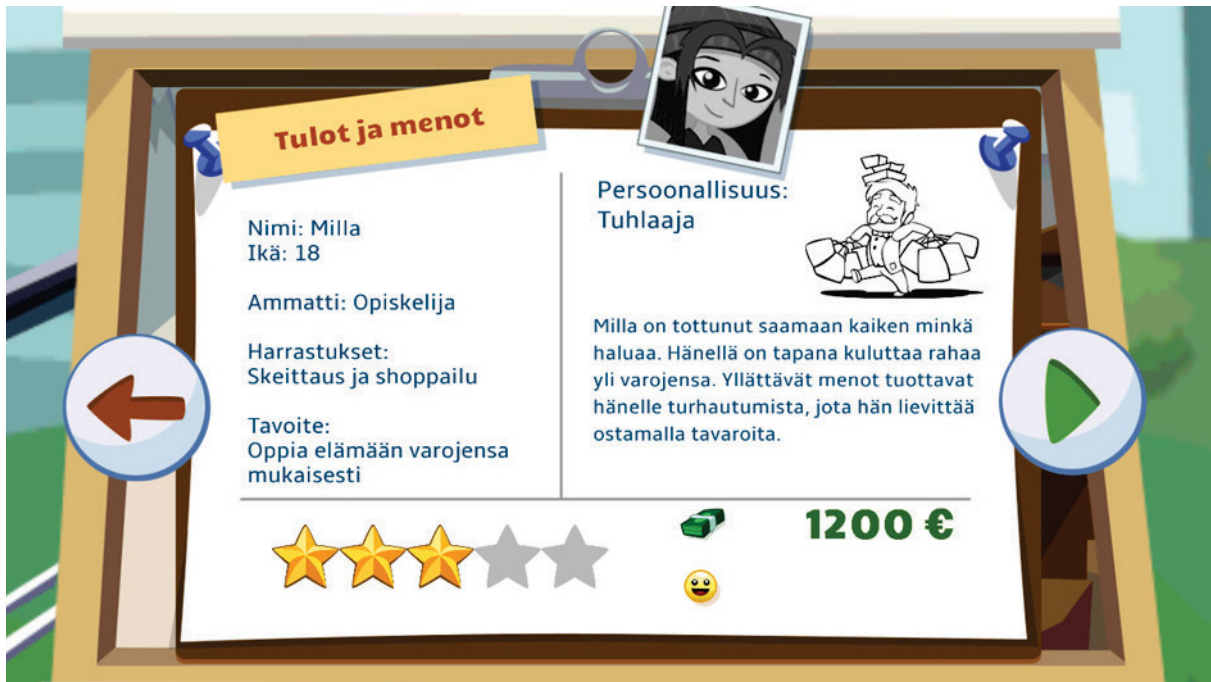 Tulot ja menot
Nimi: Milla
Ikä: 18
Ammatti: Opiskelija
Harrastukset:
Skeittaus ja shoppailu
Tavoite:
Oppia elämään varojensa
mukaisesti
Persoonallisuus:
Tuhlaaja
Milla on tottunut saamaan kaiken minkä
haluaa. Hänellä on tapana kuluttaa rahaa
yli varojensa. Yllättävät menot tuottavat
hänelle turhautumista, jota hän lievittää
ostamalla tavaroita.
1200 €